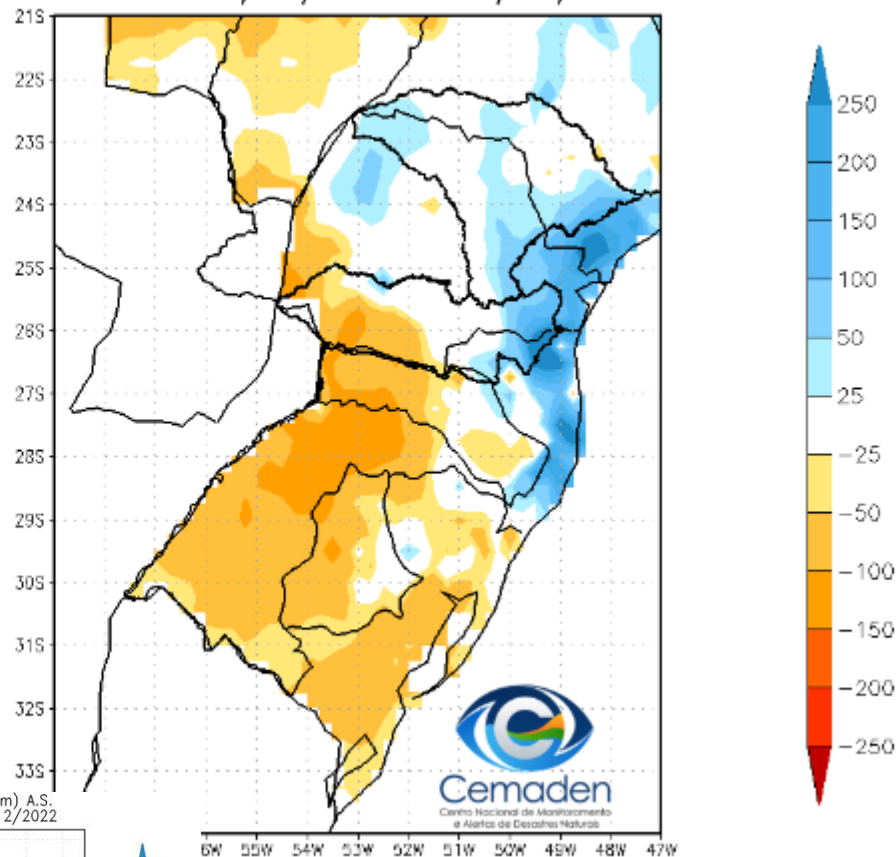 21S
22S
23S
24S
25S
26S
27S
28S
29S
30S
31S
32S
33S
250
200
150
100
50
25
-25
-50
-100
-150
-200
-250
Cemaden
Centro Nacional de Monitoramento
e Alertas de Desastres Naturais
m) A.S.
2/2022
6W 55W 54W 53W 52W 51W 50W 49W 48W 47W